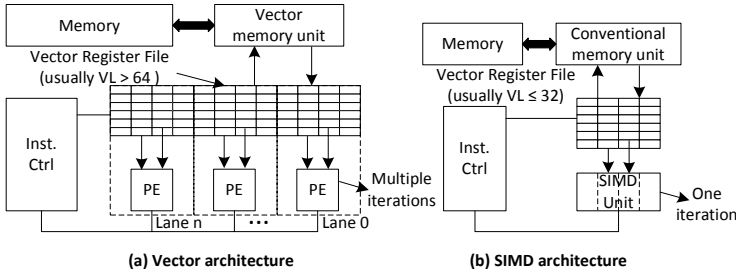 Memory
Vector
memory unit
Vector Register File
(usually VL > 64 )
Inst.
Ctrl
PE
PE
PE
Multiple
iterations
Lane n
...
Lane 0
(a) Vector architecture
Memory
Conventional
memory unit
Vector Register File
(usually VL ≤ 32)
Inst.
Ctrl
SIMD
Unit
One
iteration
(b) SIMD architecture